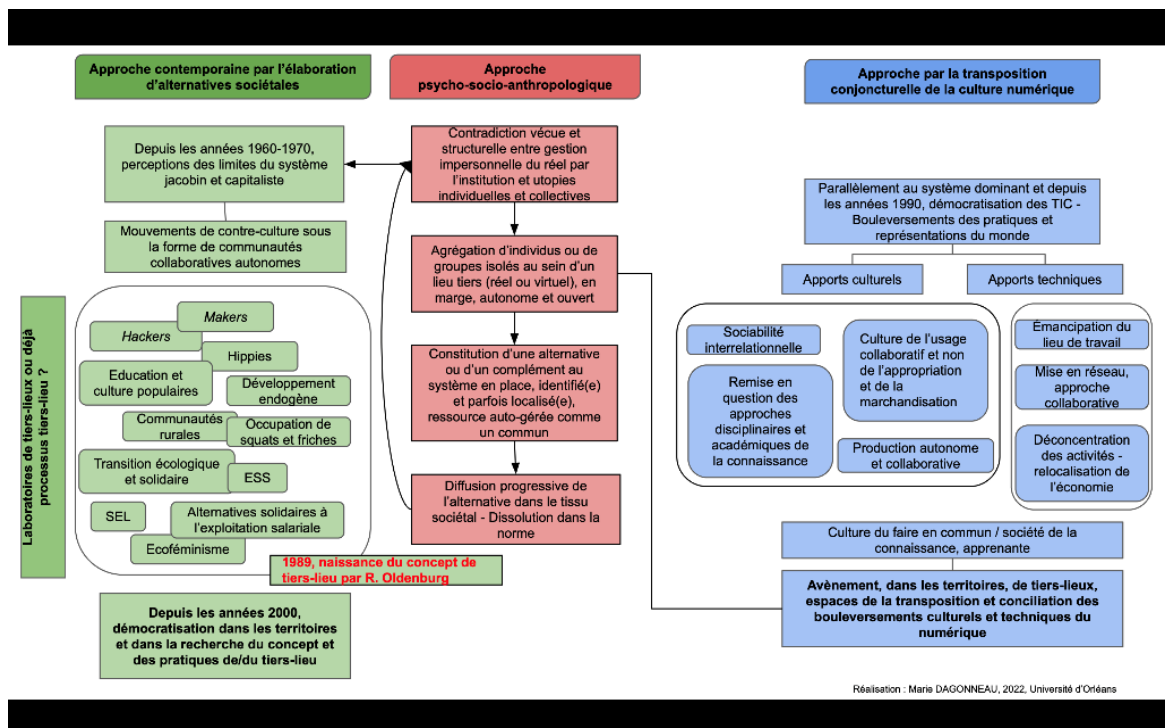 Approche contemporaine par l'élaboration
d'alternatives sociétales
Depuis les années 1960-1970,
perceptions des limites du système
jacobin et capitaliste
Mouvements de contre-culture sous
la forme de communautés
collaboratives autonomes
Laboratoires de tiers-lieux ou déjà
processus tiers-lieu ?
Makers
Hackers
Hippies
Education et
culture populaires
Développement
endogène
Communautés
rurales
Occupation de
squats et friches
Transition écologique
et solidaire
ESS
SEL
Alternatives solidaires à
l'exploitation salariale
Ecoféminisme
1989, naissance du concept de
tiers-lieu par R. Oldenburg
Depuis les années 2000,
démocratisation dans les territoires
et dans la recherche du concept et
des pratiques de/du tiers-lieu
Approche
psycho-socio-anthropologique
Contradiction vécue et
structurelle entre gestion
impersonnelle du réel par
l'institution et utopies
individuelles et collectives
Agrégation d'individus ou de
groupes isolés au sein d'un
lieu tiers (réel ou virtuel), en
marge, autonome et ouvert
Constitution d'une alternative
ou d'un complément au
système en place, identifié(e)
et parfois localisé(e),
ressource auto-gérée comme
un commun
Diffusion progressive de
l'alternative dans le tissu
sociétal - Dissolution dans la
norme
Approche par la transposition
conjoncturelle de la culture numérique
Parallèlement au système dominant et depuis
les années 1990, démocratisation des TIC -
Bouleversements des pratiques et
représentations du monde
Apports culturels
Apports techniques
Sociabilité
interrelationnelle
Culture de l'usage
collaboratif et non
de l'appropriation
et de la
marchandisation
Remise en
question des
approches
disciplinaires et
académiques de
la connaissance
Production autonome
et collaborative
Émancipation du
lieu de travail
Mise en réseau,
approche
collaborative
Déconcentration
des activités -
relocalisation de
l'économie
Culture du faire en commun / société de la
connaissance, apprenante
Avènement, dans les territoires, de tiers-lieux,
espaces de la transposition et conciliation des
bouleversements culturels et techniques du
numérique
Réalisation : Marie DAGONNEAU, 2022, Université d'Orléans